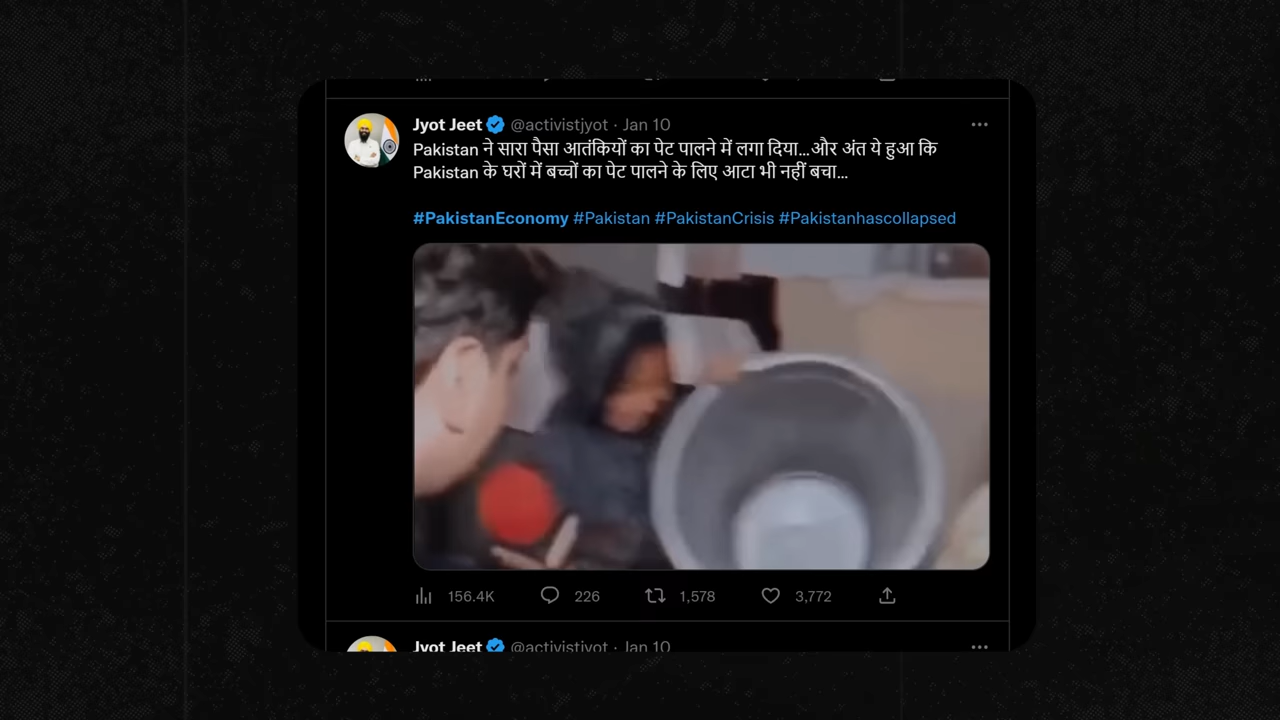 Jyot Jeet @activistjyot · Jan 10
Pakistan ने सारा पैसा आतंकियों का पेट पालने में लगा दिया...और अंत ये हुआ कि
Pakistan के घरों में बच्चों का पेट पालने के लिए आटा भी नहीं बचा...
#PakistanEconomy #Pakistan #PakistanCrisis #Pakistanhascollapsed
156.4K 226 1,578 3,772
Jyot Jeet @activistjyot · Jan 10